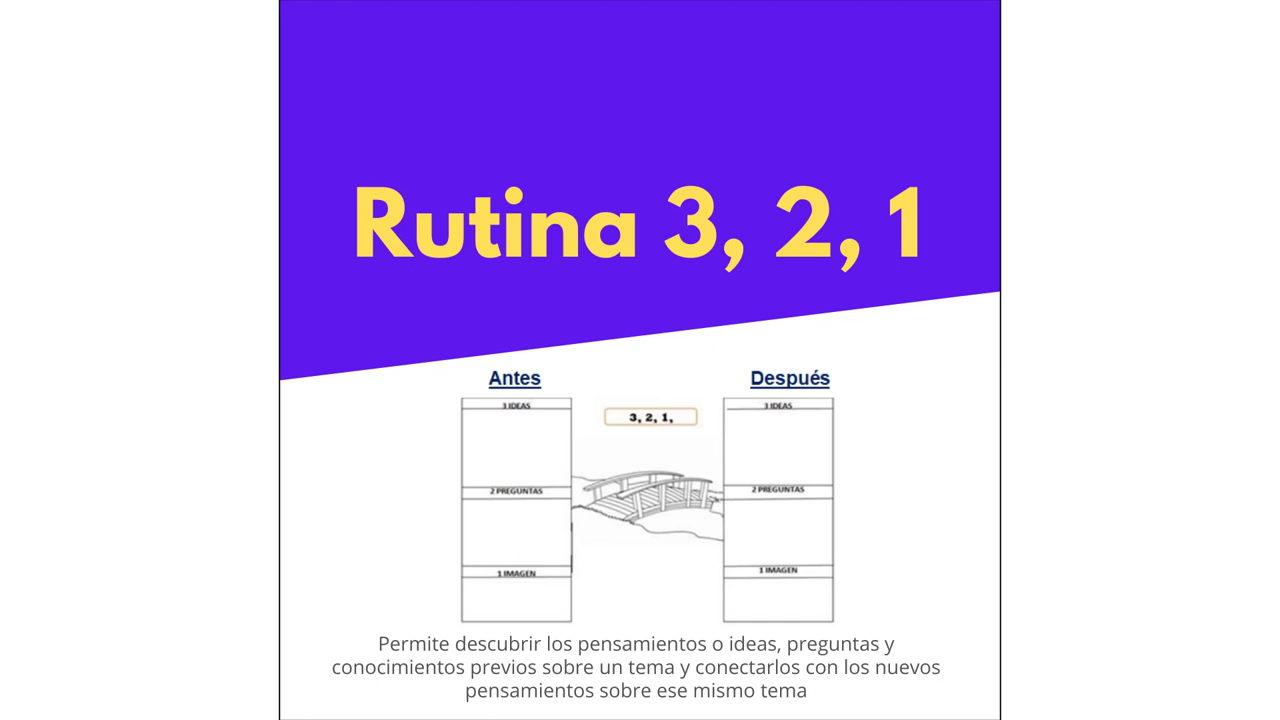 Rutina 3, 2, 1
Antes
Después
3 IDEAS
3, 2, 1,
3 IDEAS
2 PREGUNTAS
2 PREGUNTAS
1 IMAGEN
1 IMAGEN
Permite descubrir los pensamientos o ideas, preguntas y
conocimientos previos sobre un tema y conectarlos con los nuevos
pensamientos sobre ese mismo tema